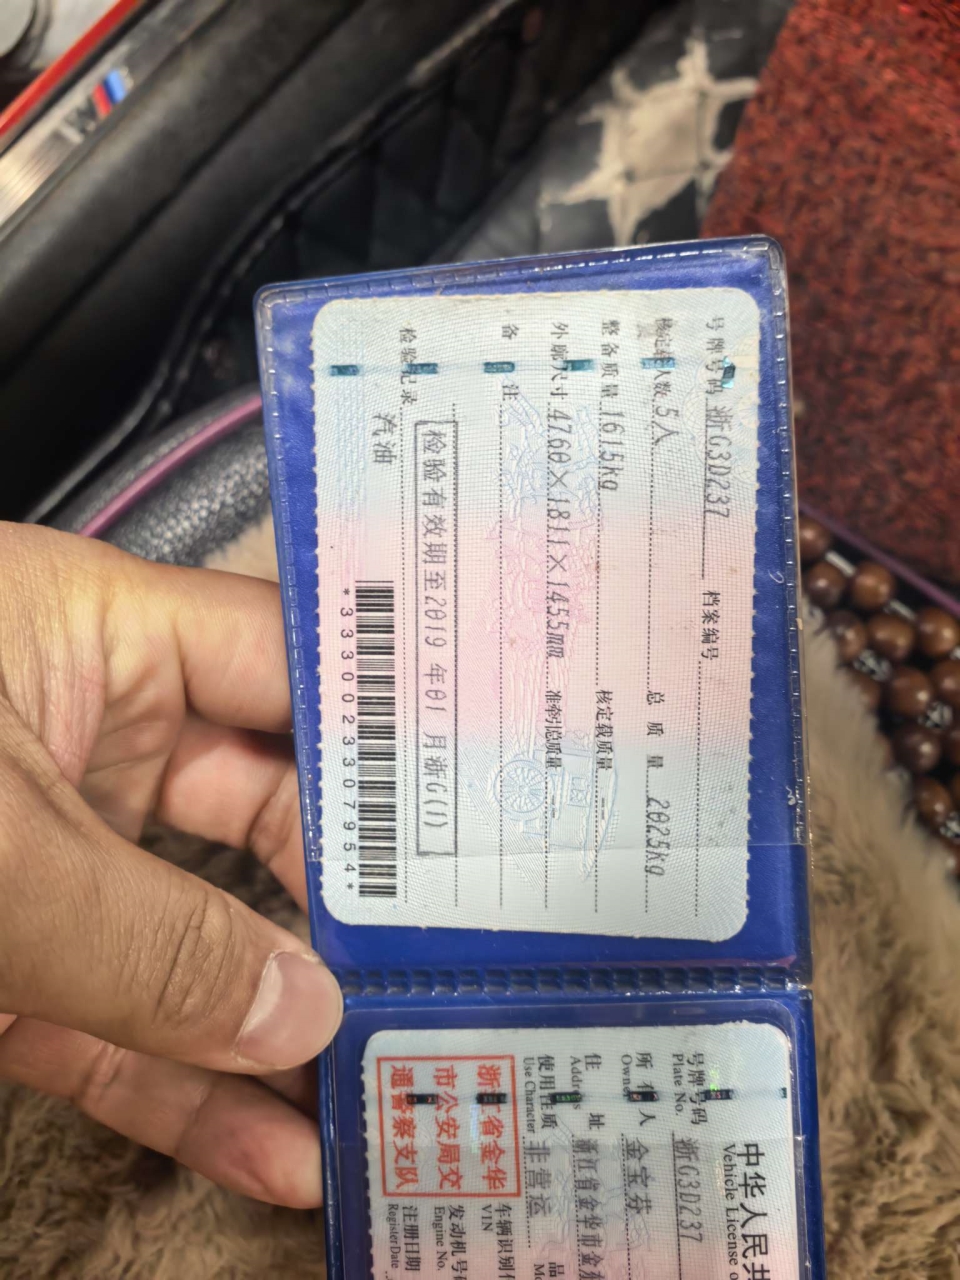 号牌号码 浙G3D237 档案编号
核定载人数 5人 总质量 2025kg
整备质量 1615kg 核定载质量 --
外廓尺寸 4760×1811×1455mm 准牵引总质量 --
备注
检验有效期至2019年01月浙G(1)
检验记录
汽油
*3330023307954*
中华人民共
Vehicle License o
号牌号码 浙G3D237
Plate No.
所有人 金宝芬
Owner
住址 浙江省金华市金东
Address
使用性质 非营运 品
Use Character Mo
浙江省金华
市公安局交
通警察支队
车辆识别代
VIN
发动机号码
Engine No.
注册日期
Register Date